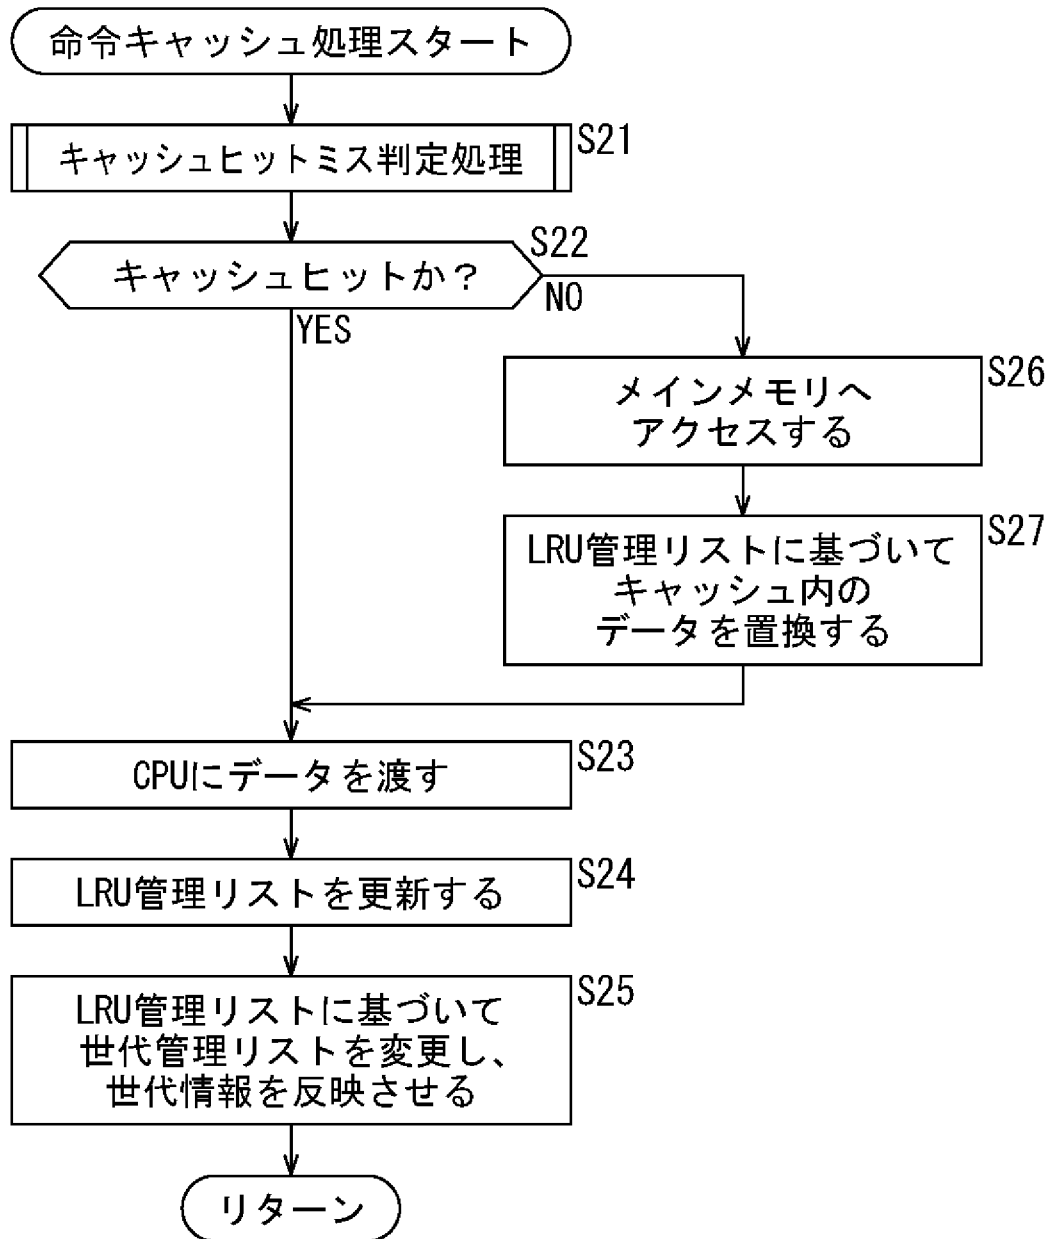 命令キャッシュ処理スタート
キャッシュヒットミス判定処理
S21
キャッシュヒットか？
S22
NO
YES
メインメモリへ
アクセスする
S26
LRU管理リストに基づいて
キャッシュ内の
データを置換する
S27
CPUにデータを渡す
S23
LRU管理リストを更新する
S24
LRU管理リストに基づいて
世代管理リストを変更し、
世代情報を反映させる
S25
リターン